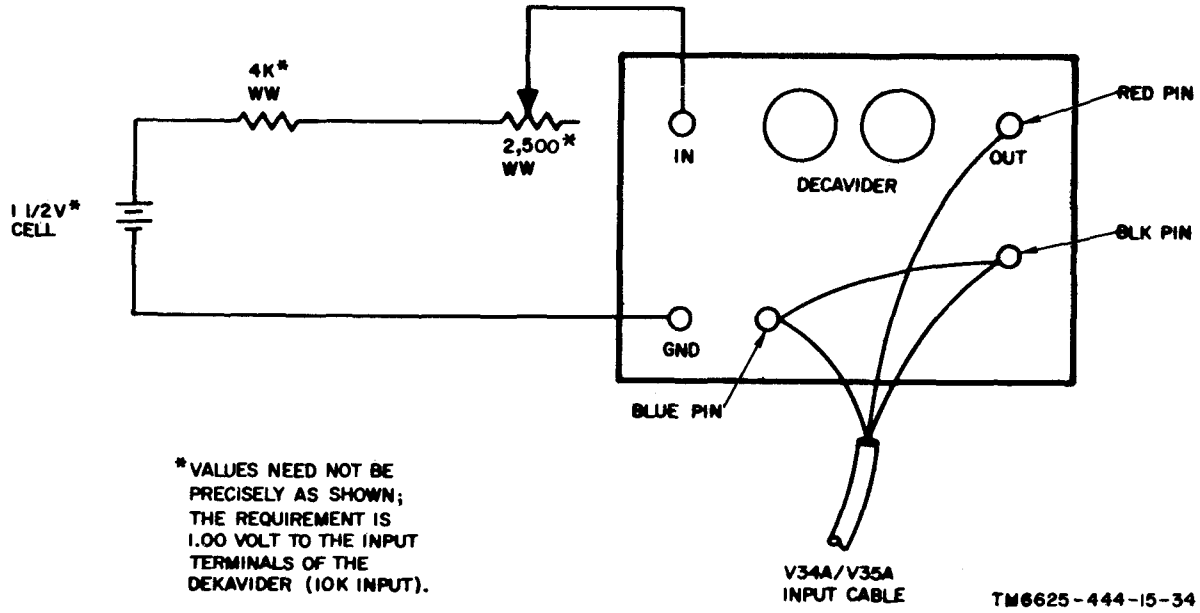 4K*
WW
2,500*
WW
1 1/2V*
CELL
IN
DECAVIDER
OUT
RED PIN
BLK PIN
GND
BLUE PIN
*VALUES NEED NOT BE
PRECISELY AS SHOWN;
THE REQUIREMENT IS
1.00 VOLT TO THE INPUT
TERMINALS OF THE
DEKAVIDER (10K INPUT).
V34A/V35A
INPUT CABLE
TM6625-444-15-34